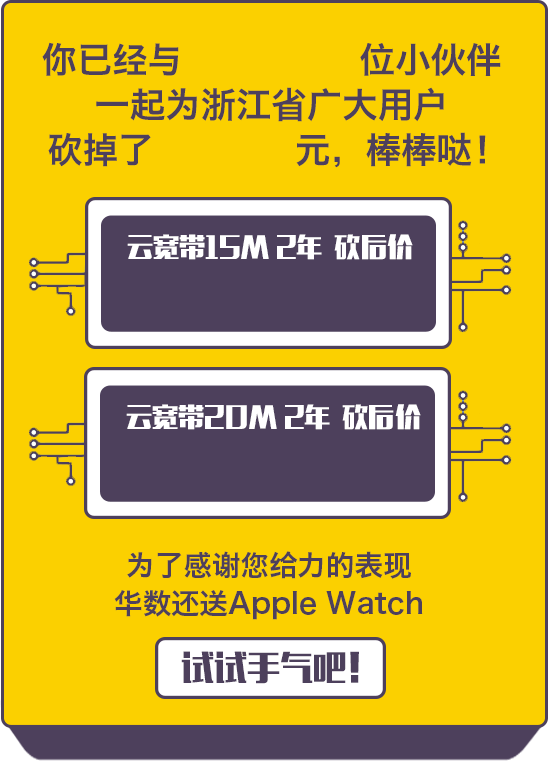 你已经与 位小伙伴
一起为浙江省广大用户
砍掉了 元，棒棒哒！
云宽带15M 2年 砍后价
云宽带20M 2年 砍后价
为了感谢您给力的表现
华数还送Apple Watch
试试手气吧！